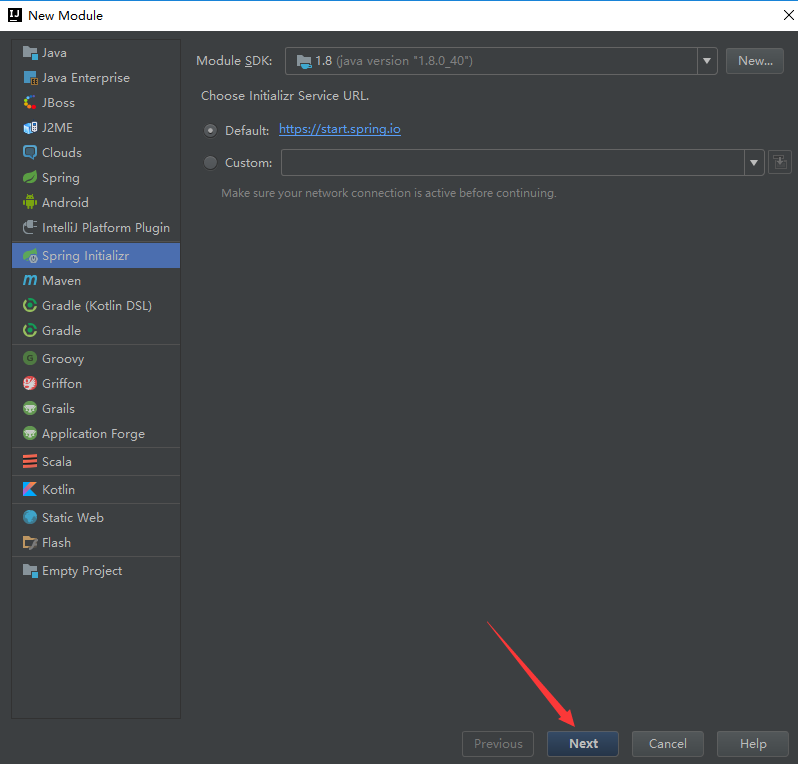 New Module
Java
Java Enterprise
JBoss
J2ME
Clouds
Spring
Android
IntelliJ Platform Plugin
Spring Initializr
Maven
Gradle (Kotlin DSL)
Gradle
Groovy
Griffon
Grails
Application Forge
Scala
Kotlin
Static Web
Flash
Empty Project
Module SDK: 1.8 (java version "1.8.0_40") New...
Choose Initializr Service URL.
Default: https://start.spring.io
Custom:
Make sure your network connection is active before continuing.
Previous Next Cancel Help